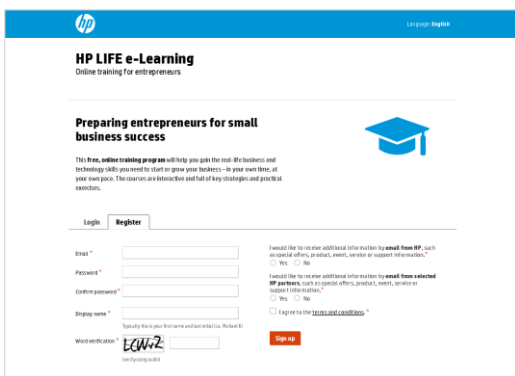 hp
Language: English
HP LIFE e-Learning
Online training for entrepreneurs
Preparing entrepreneurs for small
business success
This free, online training program will help you gain the real-life business and
technology skills you need to start or grow your business – in your own time, at
your own pace. The courses are interactive and full of key strategies and practical
exercises.
Login Register
Email *
Password *
Confirm password *
Display name *
Typically this is your first name and last initial (i.e. Michael R)
Word verification *
(verify using audio)
I would like to receive additional information by email from HP, such
as special offers, product, event, service or support information.*
Yes No
I would like to receive additional information by email from selected
HP partners, such as special offers, product, event, service or
support information.*
Yes No
I agree to the terms and conditions. *
Sign up